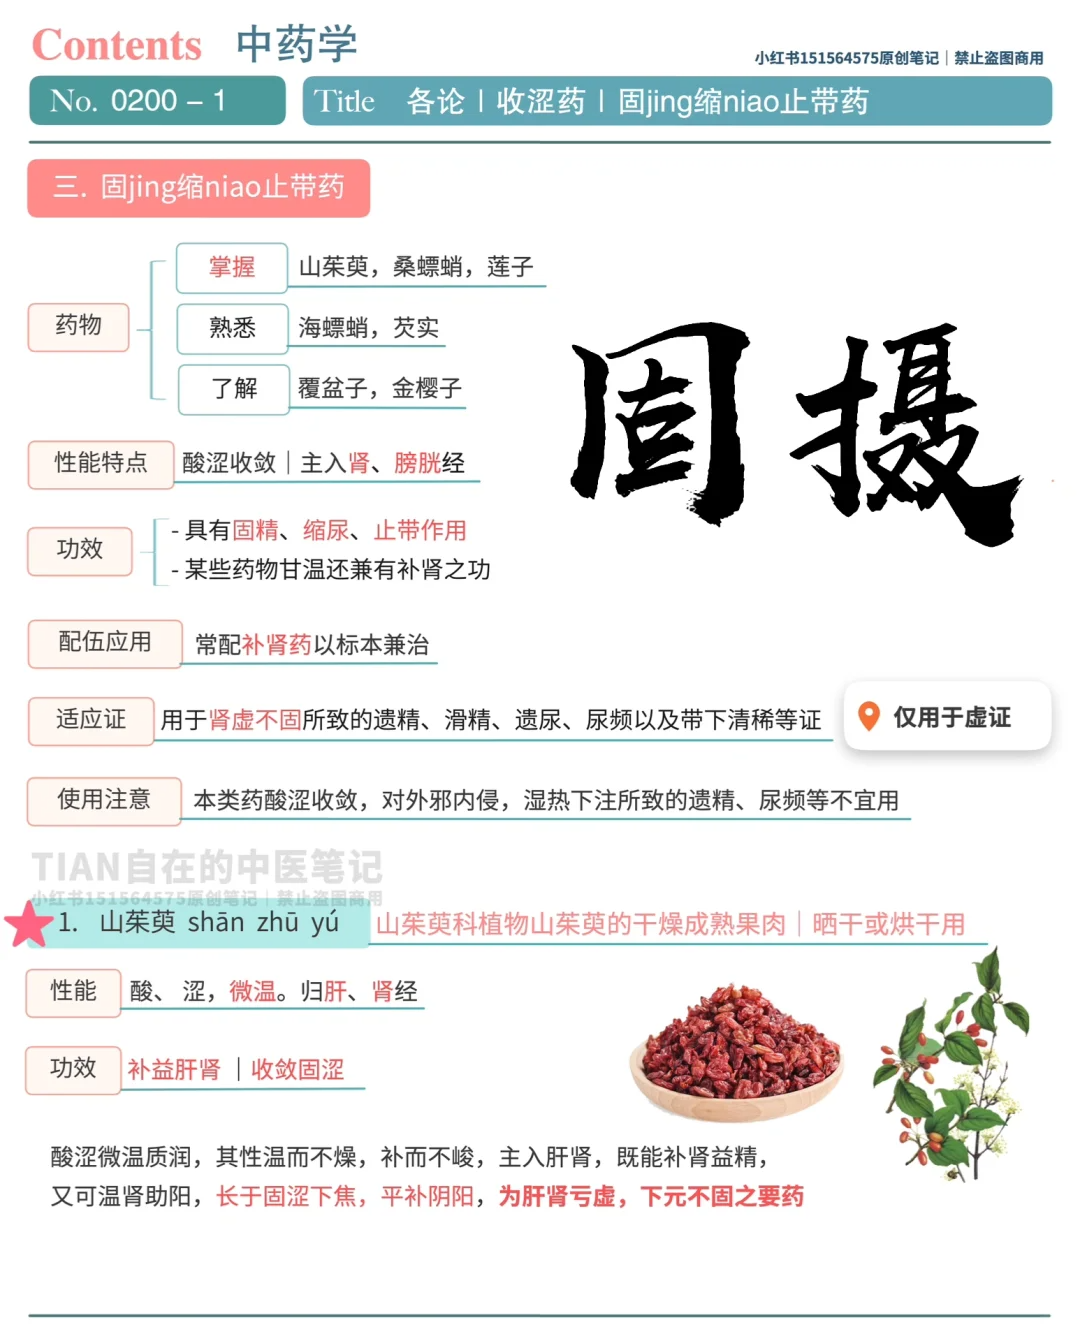 Contents 中药学
小红书151564575原创笔记｜禁止盗图商用
No. 0200 – 1
Title 各论｜收涩药｜固jing缩niao止带药
三. 固jing缩niao止带药
药物
掌握 山茱萸，桑螵蛸，莲子
熟悉 海螵蛸，芡实
了解 覆盆子，金樱子
固摄
性能特点 酸涩收敛｜主入肾、膀胱经
功效
- 具有固精、缩尿、止带作用
- 某些药物甘温还兼有补肾之功
配伍应用 常配补肾药以标本兼治
适应证 用于肾虚不固所致的遗精、滑精、遗尿、尿频以及带下清稀等证
仅用于虚证
使用注意 本类药酸涩收敛，对外邪内侵，湿热下注所致的遗精、尿频等不宜用
TIAN自在的中医笔记
小红书151564575原创笔记｜禁止盗图商用
1. 山茱萸 shān zhū yú 山茱萸科植物山茱萸的干燥成熟果肉｜晒干或烘干用
性能 酸、涩，微温。归肝、肾经
功效 补益肝肾｜收敛固涩
酸涩微温质润，其性温而不燥，补而不峻，主入肝肾，既能补肾益精，
又可温肾助阳，长于固涩下焦，平补阴阳，为肝肾亏虚，下元不固之要药